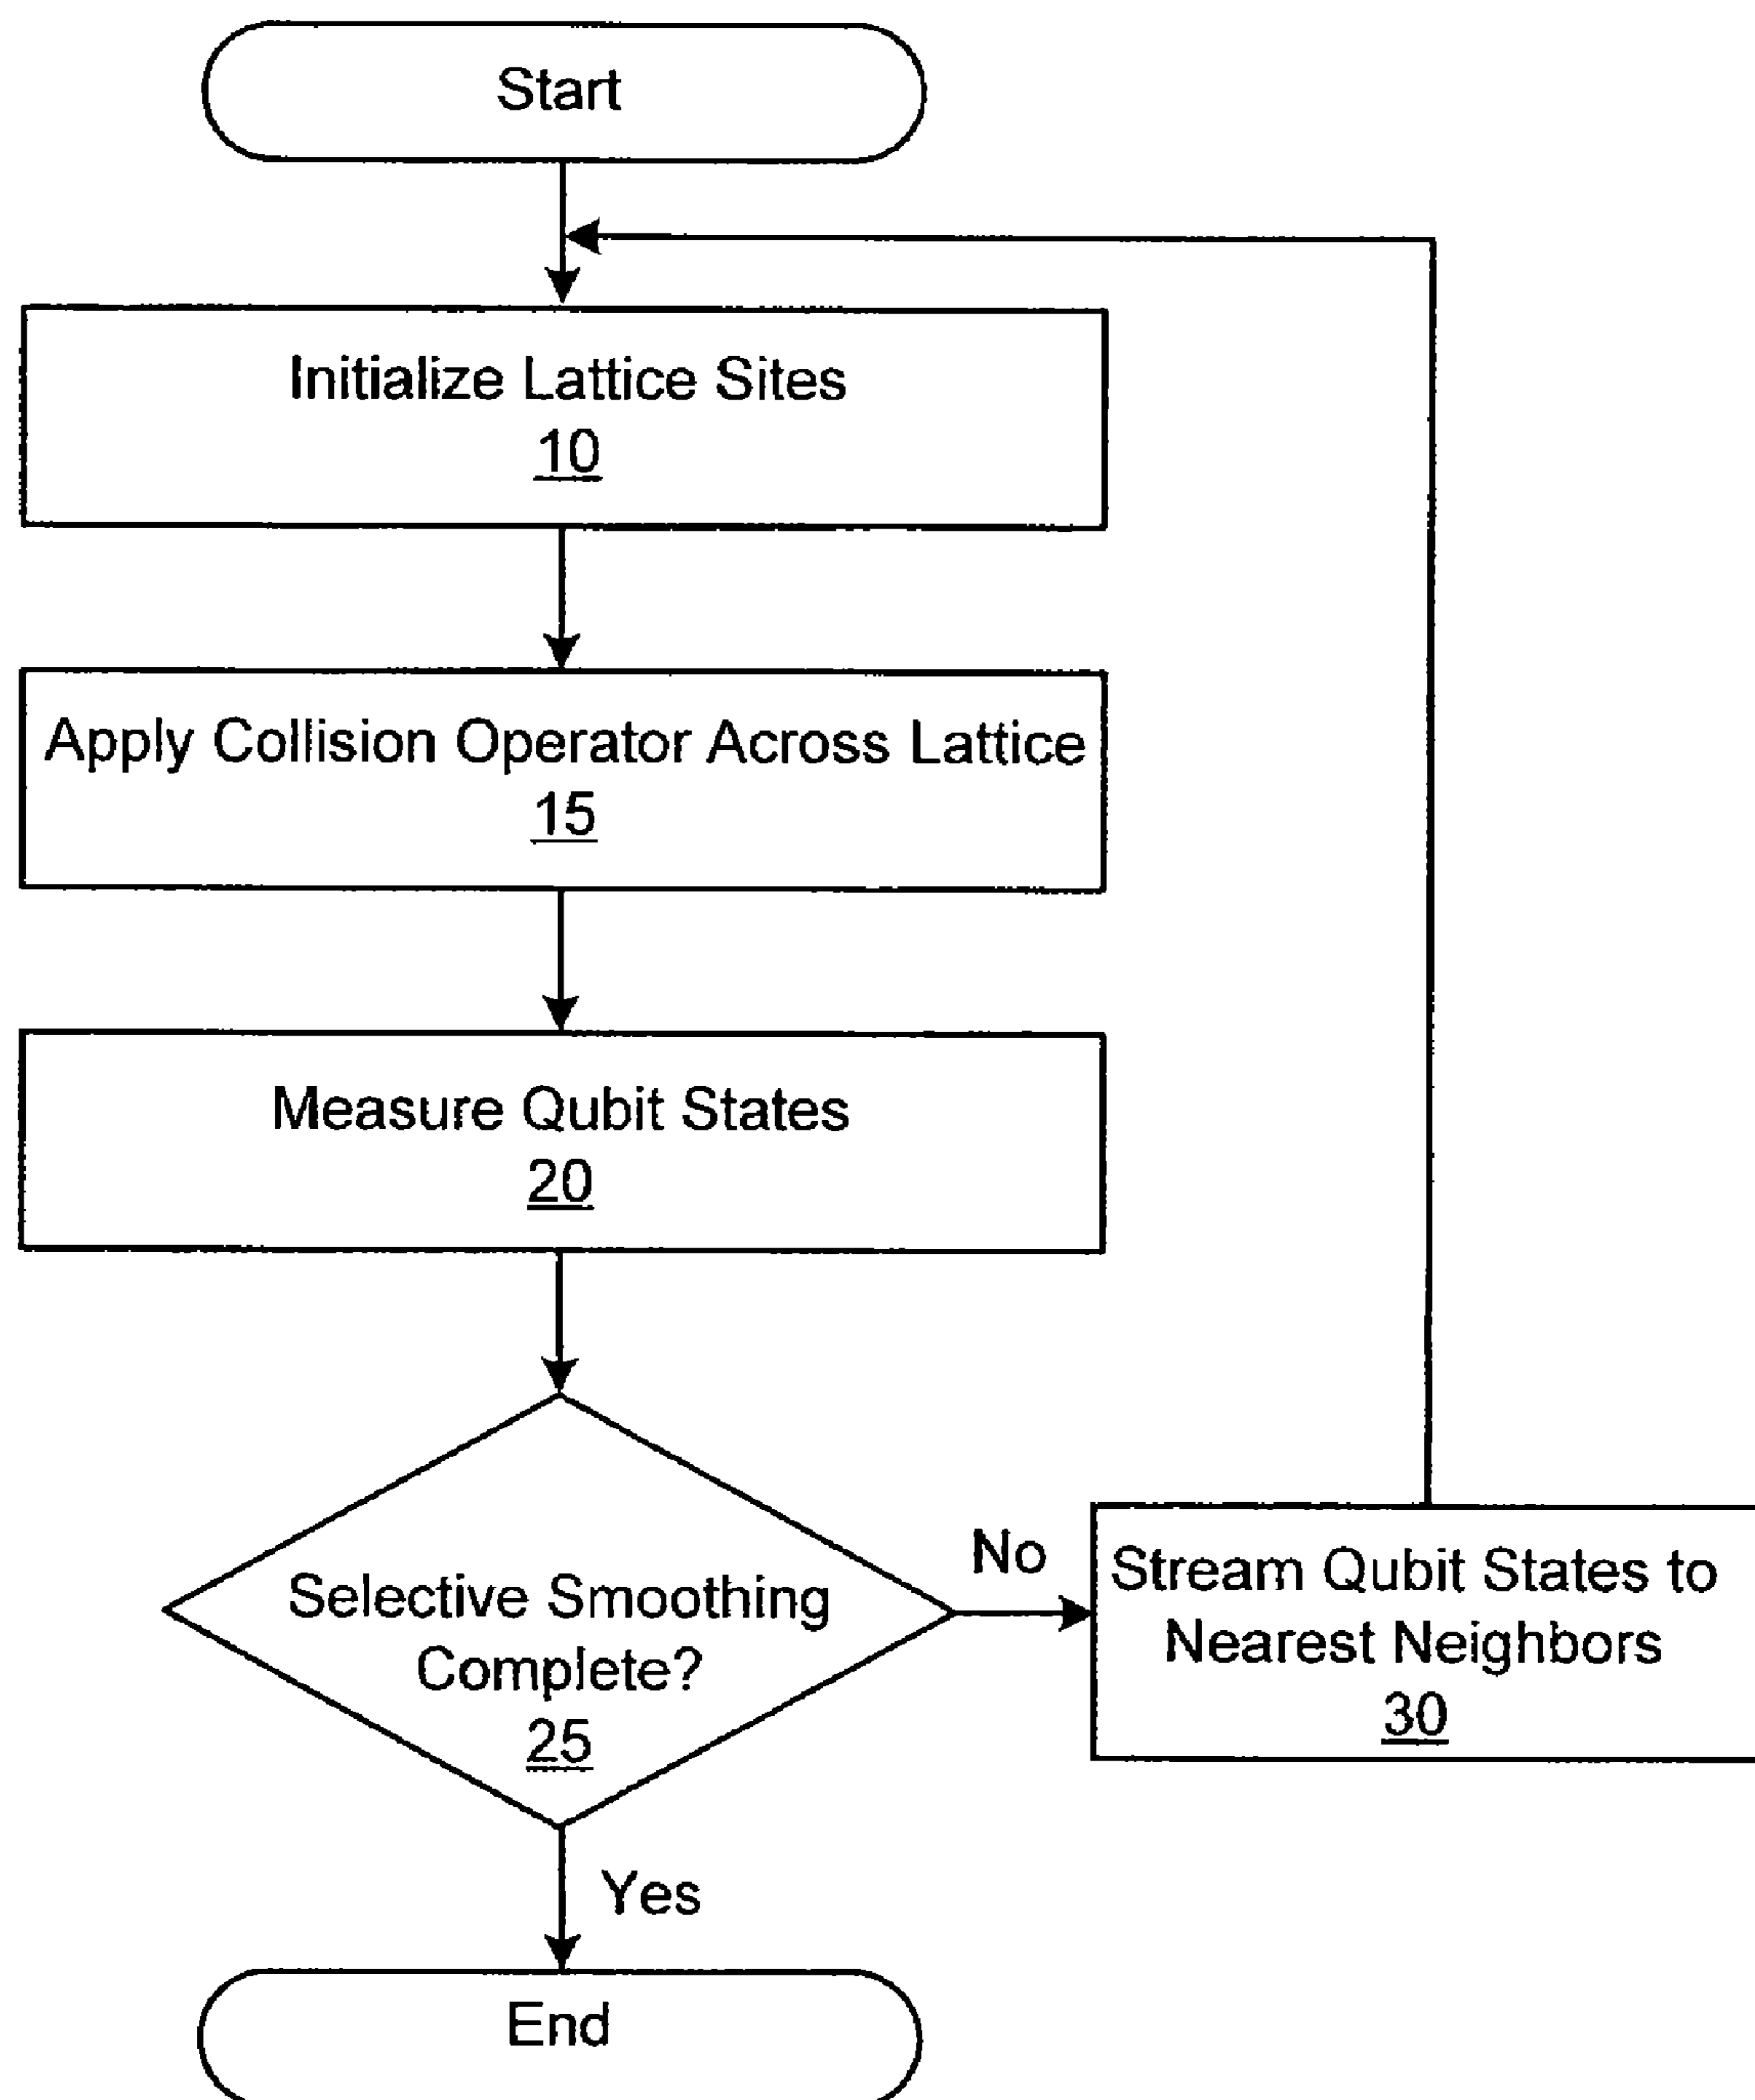 Start
Initialize Lattice Sites
10
Apply Collision Operator Across Lattice
15
Measure Qubit States
20
Selective Smoothing
Complete?
25
No
Stream Qubit States to
Nearest Neighbors
30
Yes
End